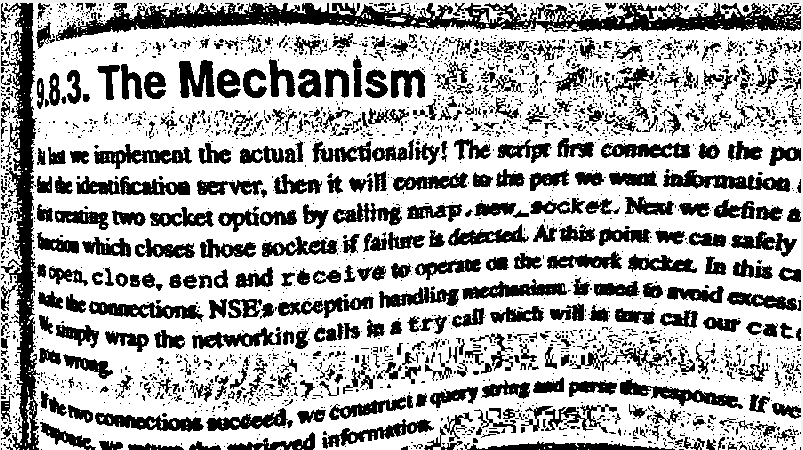 9.8.3. The Mechanism
At last we implement the actual functionality! The script first connects to the
find the identification server, then it will connect to the port we want information
first creating two socket options by calling nmap.new_socket. Next we define
function which closes those sockets if failure is detected. At this point we can safely
open, close, send and receive to operate on the network socket. In this
make the connections. NSE's exception handling mechanism is used to avoid
We simply wrap the networking calls in a try call which will in turn call our
goes wrong.
If the two connections succeed, we construct a query string and parse the response. If we
response, we return the retrieved information.